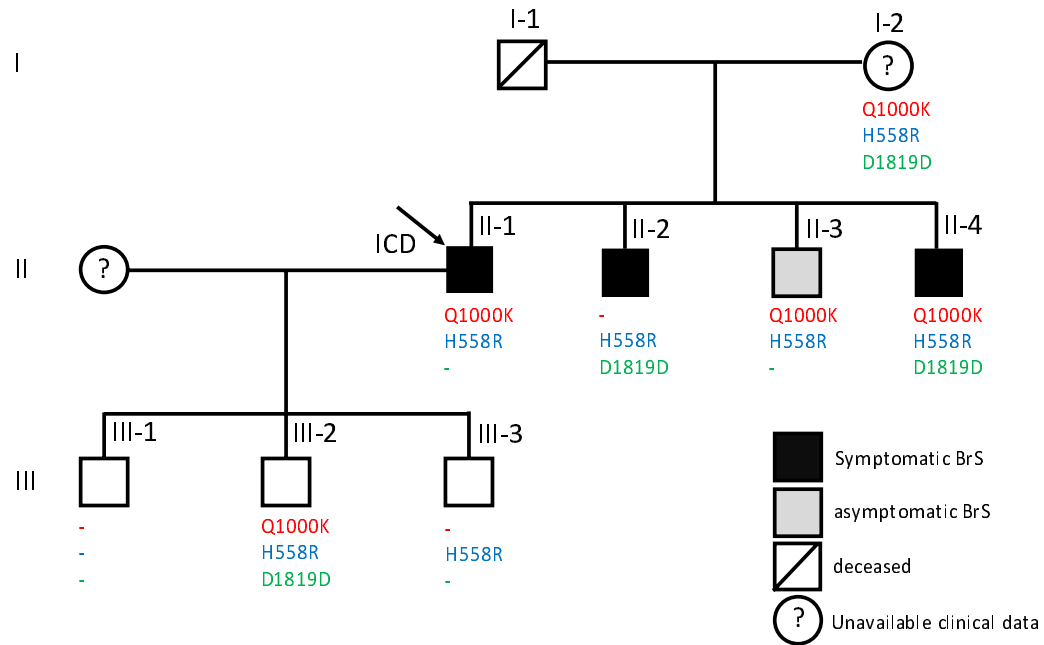 I-1
I-2
I
?
Q1000K
H558R
D1819D
II-1
II-2
II-3
II-4
ICD
II
?
Q1000K
H558R
-
-
H558R
D1819D
Q1000K
H558R
-
Q1000K
H558R
D1819D
III-1
III-2
III-3
III
-
-
-
Q1000K
H558R
D1819D
-
H558R
-
Symptomatic BrS
asymptomatic BrS
deceased
?
Unavailable clinical data